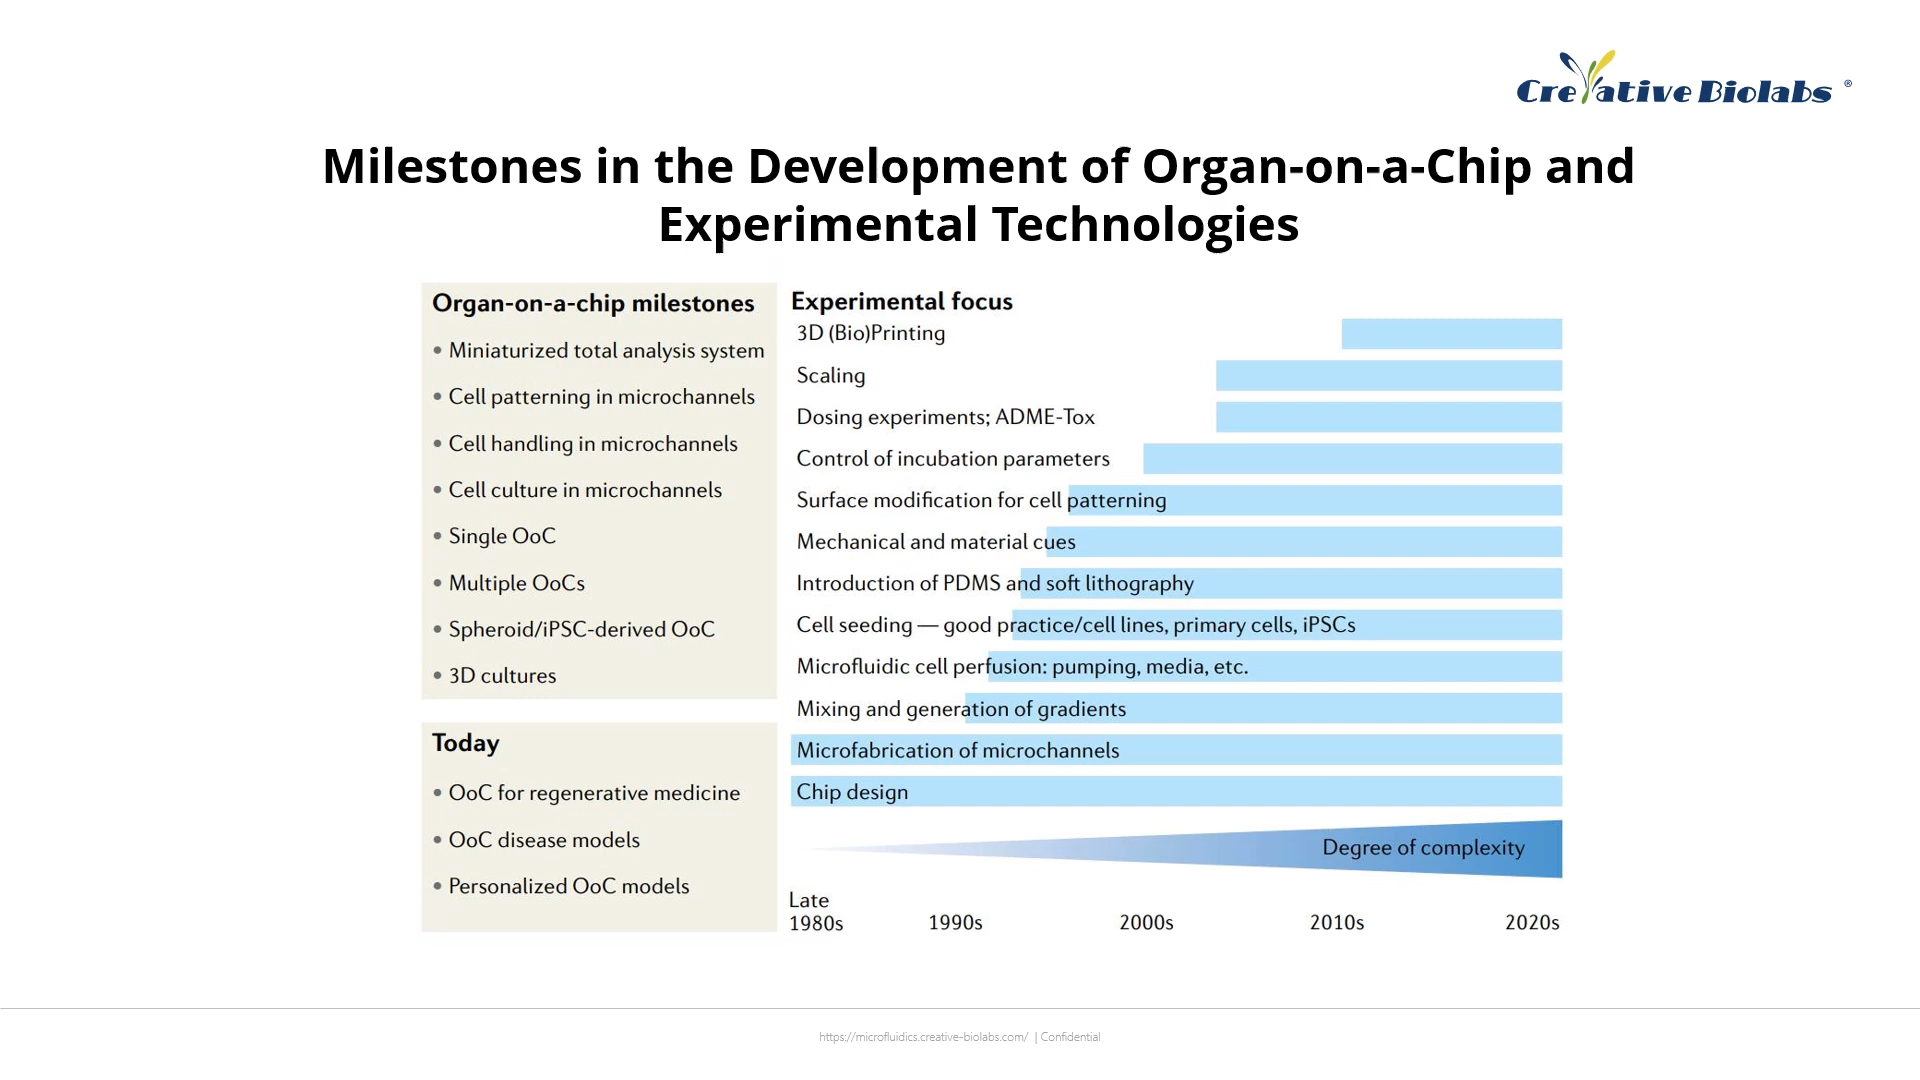 Creative Biolabs ®
Milestones in the Development of Organ-on-a-Chip and
Experimental Technologies
Organ-on-a-chip milestones
• Miniaturized total analysis system
• Cell patterning in microchannels
• Cell handling in microchannels
• Cell culture in microchannels
• Single OoC
• Multiple OoCs
• Spheroid/iPSC-derived OoC
• 3D cultures
Today
• OoC for regenerative medicine
• OoC disease models
• Personalized OoC models
Experimental focus
3D (Bio)Printing
Scaling
Dosing experiments; ADME-Tox
Control of incubation parameters
Surface modification for cell patterning
Mechanical and material cues
Introduction of PDMS and soft lithography
Cell seeding — good practice/cell lines, primary cells, iPSCs
Microfluidic cell perfusion: pumping, media, etc.
Mixing and generation of gradients
Microfabrication of microchannels
Chip design
Degree of complexity
Late
1980s 1990s 2000s 2010s 2020s
https://microfluidics.creative-biolabs.com/ | Confidential